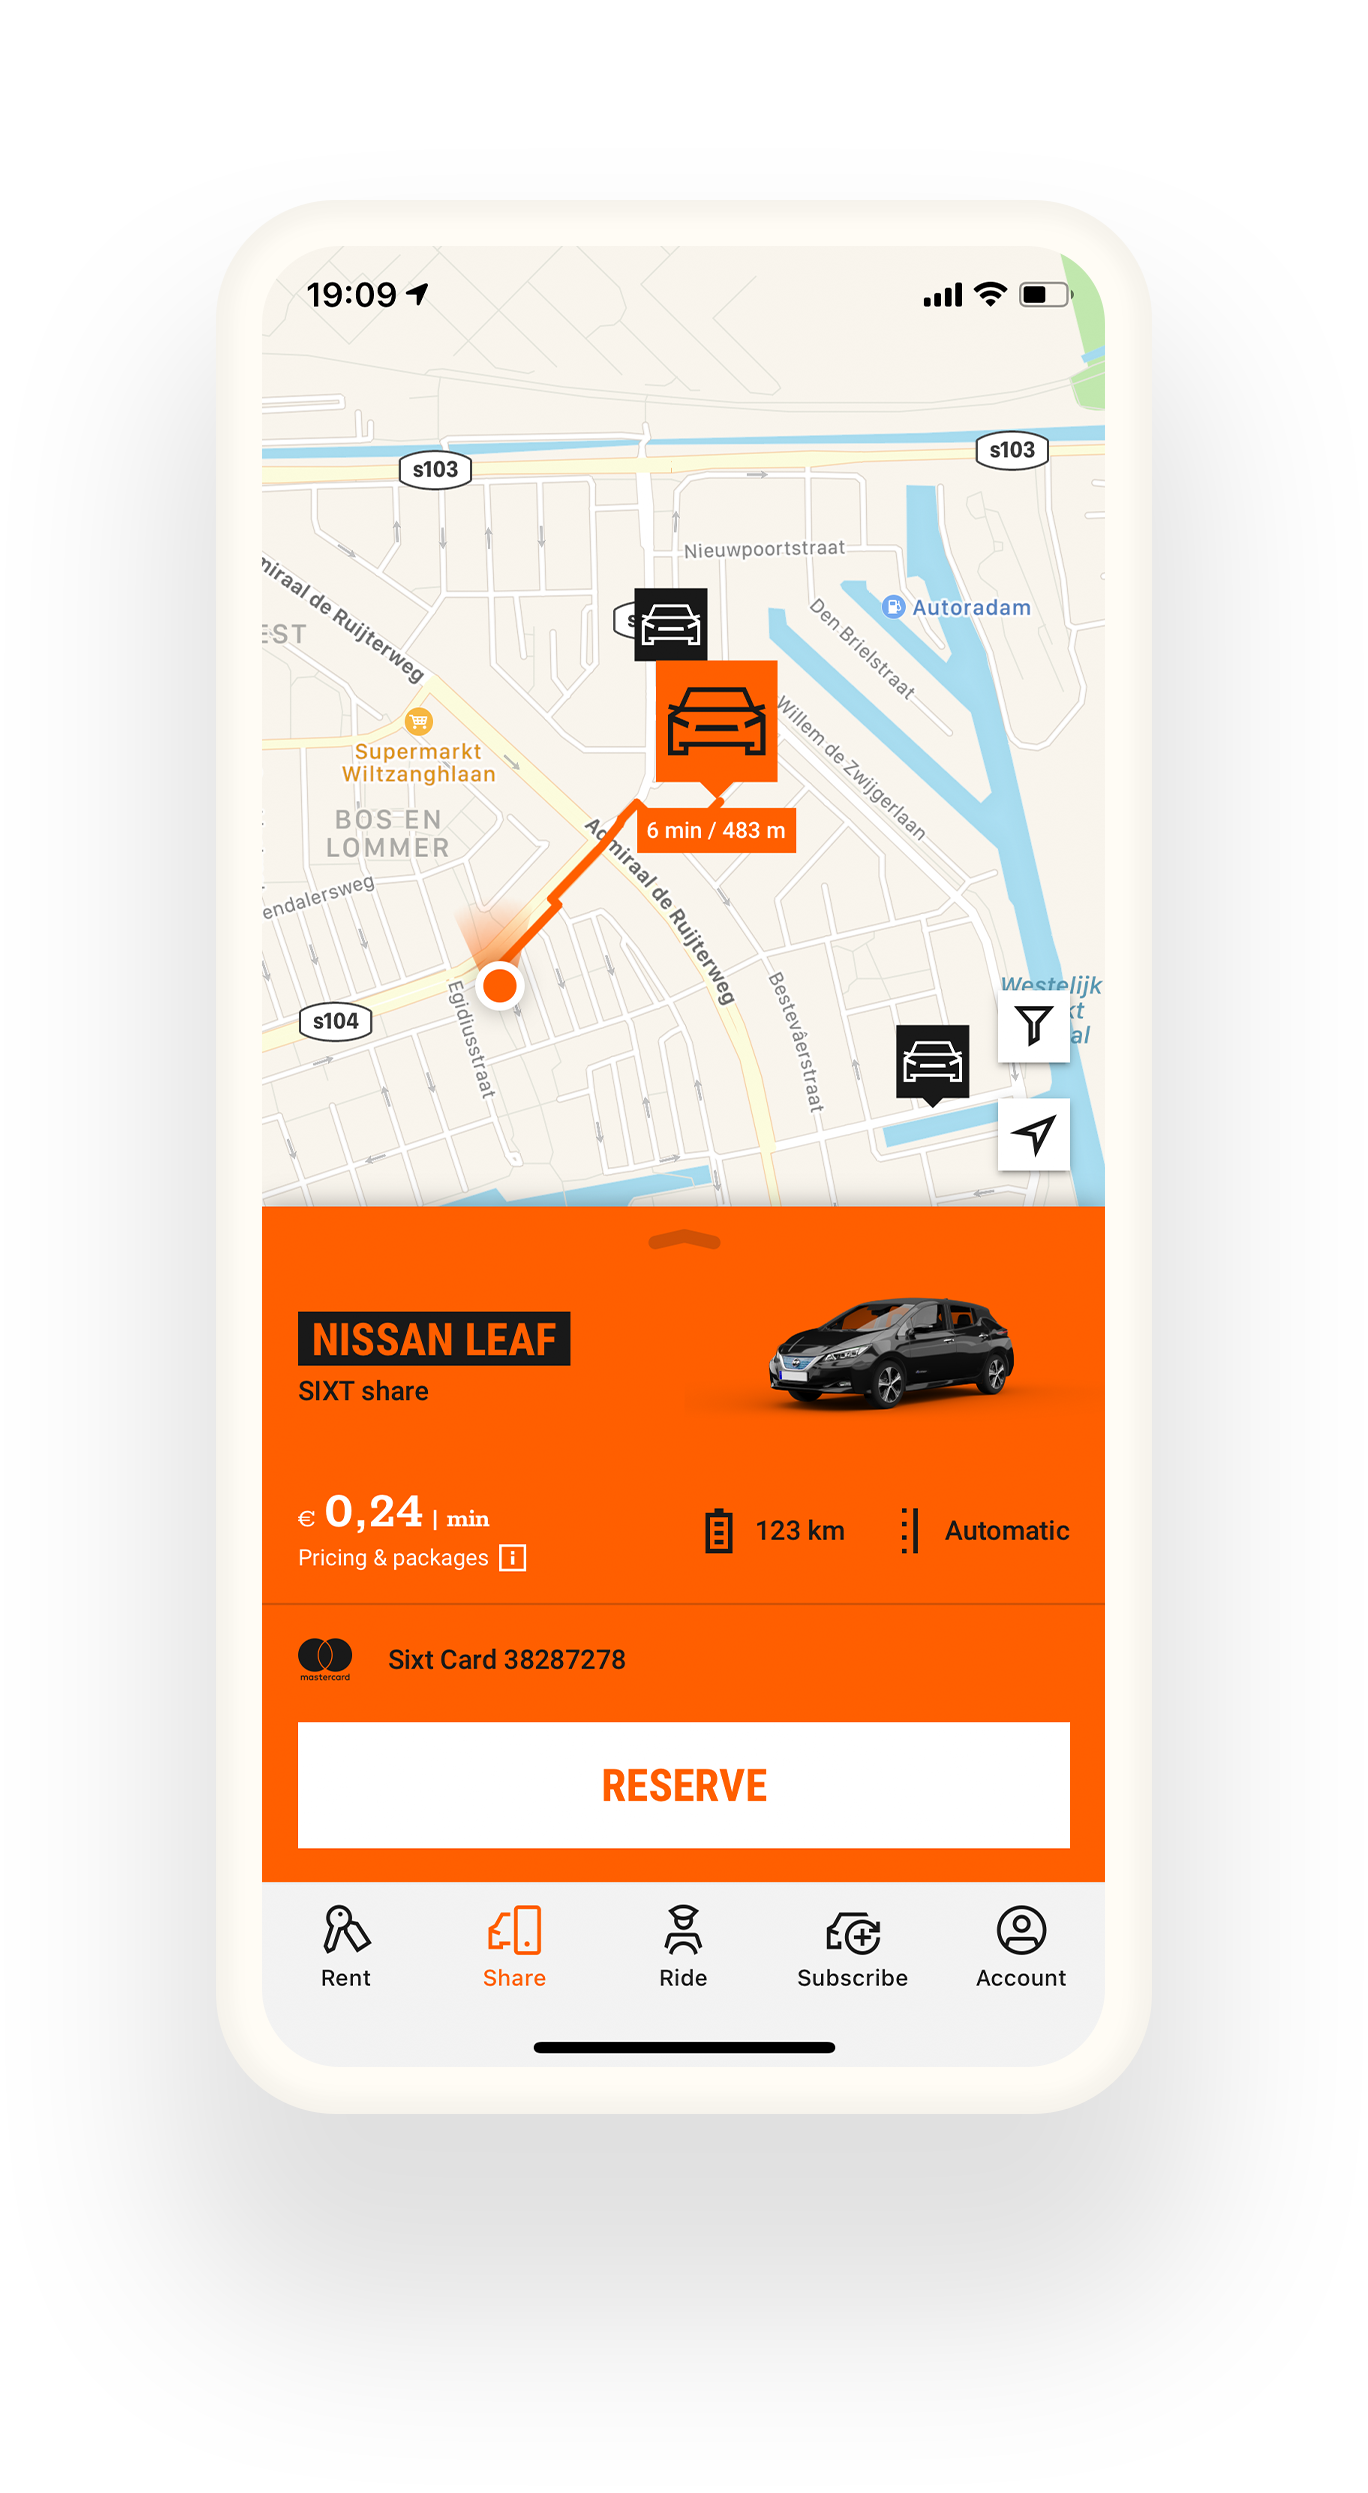 19:09
s103
s103
Nieuwpoortstraat
miraal de Ruijterweg
Autoradam
Den Brielstraat
EST
Supermarkt
Wiltzanghlaan
Willem de Zwijgerlaan
BOS EN
LOMMER
6 min / 483 m
Admiraal de Ruijterweg
endalersweg
Westelijk
kt
al
s104
Egidiusstraat
Bestevâerstraat
NISSAN LEAF
SIXT share
€ 0,24 | min
Pricing & packages i
123 km
Automatic
mastercard
Sixt Card 38287278
RESERVE
Rent
Share
Ride
Subscribe
Account